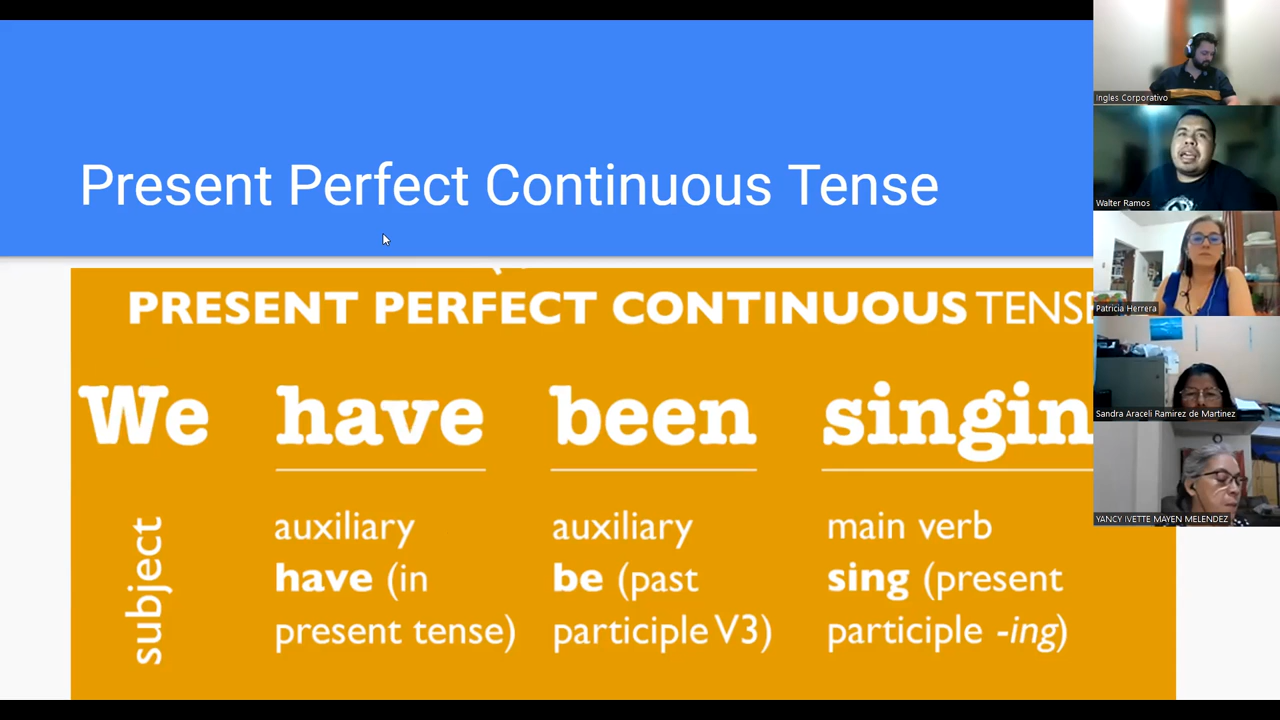 Present Perfect Continuous Tense
PRESENT PERFECT CONTINUOUS TENSE
We have been singin
subject
auxiliary
have (in
present tense)
auxiliary
be (past
participle V3)
main verb
sing (present
participle -ing)
Ingles Corporativo
Walter Ramos
Patricia Herrera
Sandra Araceli Ramirez de Martinez
YANCY IVETTE MAYEN MELENDEZ